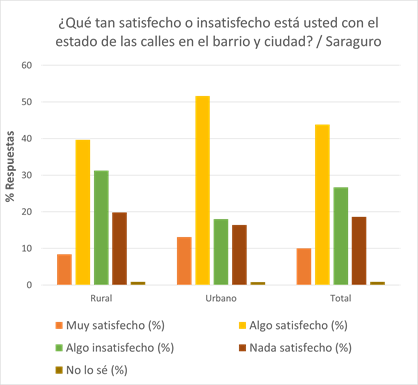 ¿Qué tan satisfecho o insatisfecho está usted con el
estado de las calles en el barrio y ciudad? / Saraguro
60
50
40
30
20
10
0
% Respuestas
Rural
Urbano
Total
Muy satisfecho (%)
Algo satisfecho (%)
Algo insatisfecho (%)
Nada satisfecho (%)
No lo sé (%)